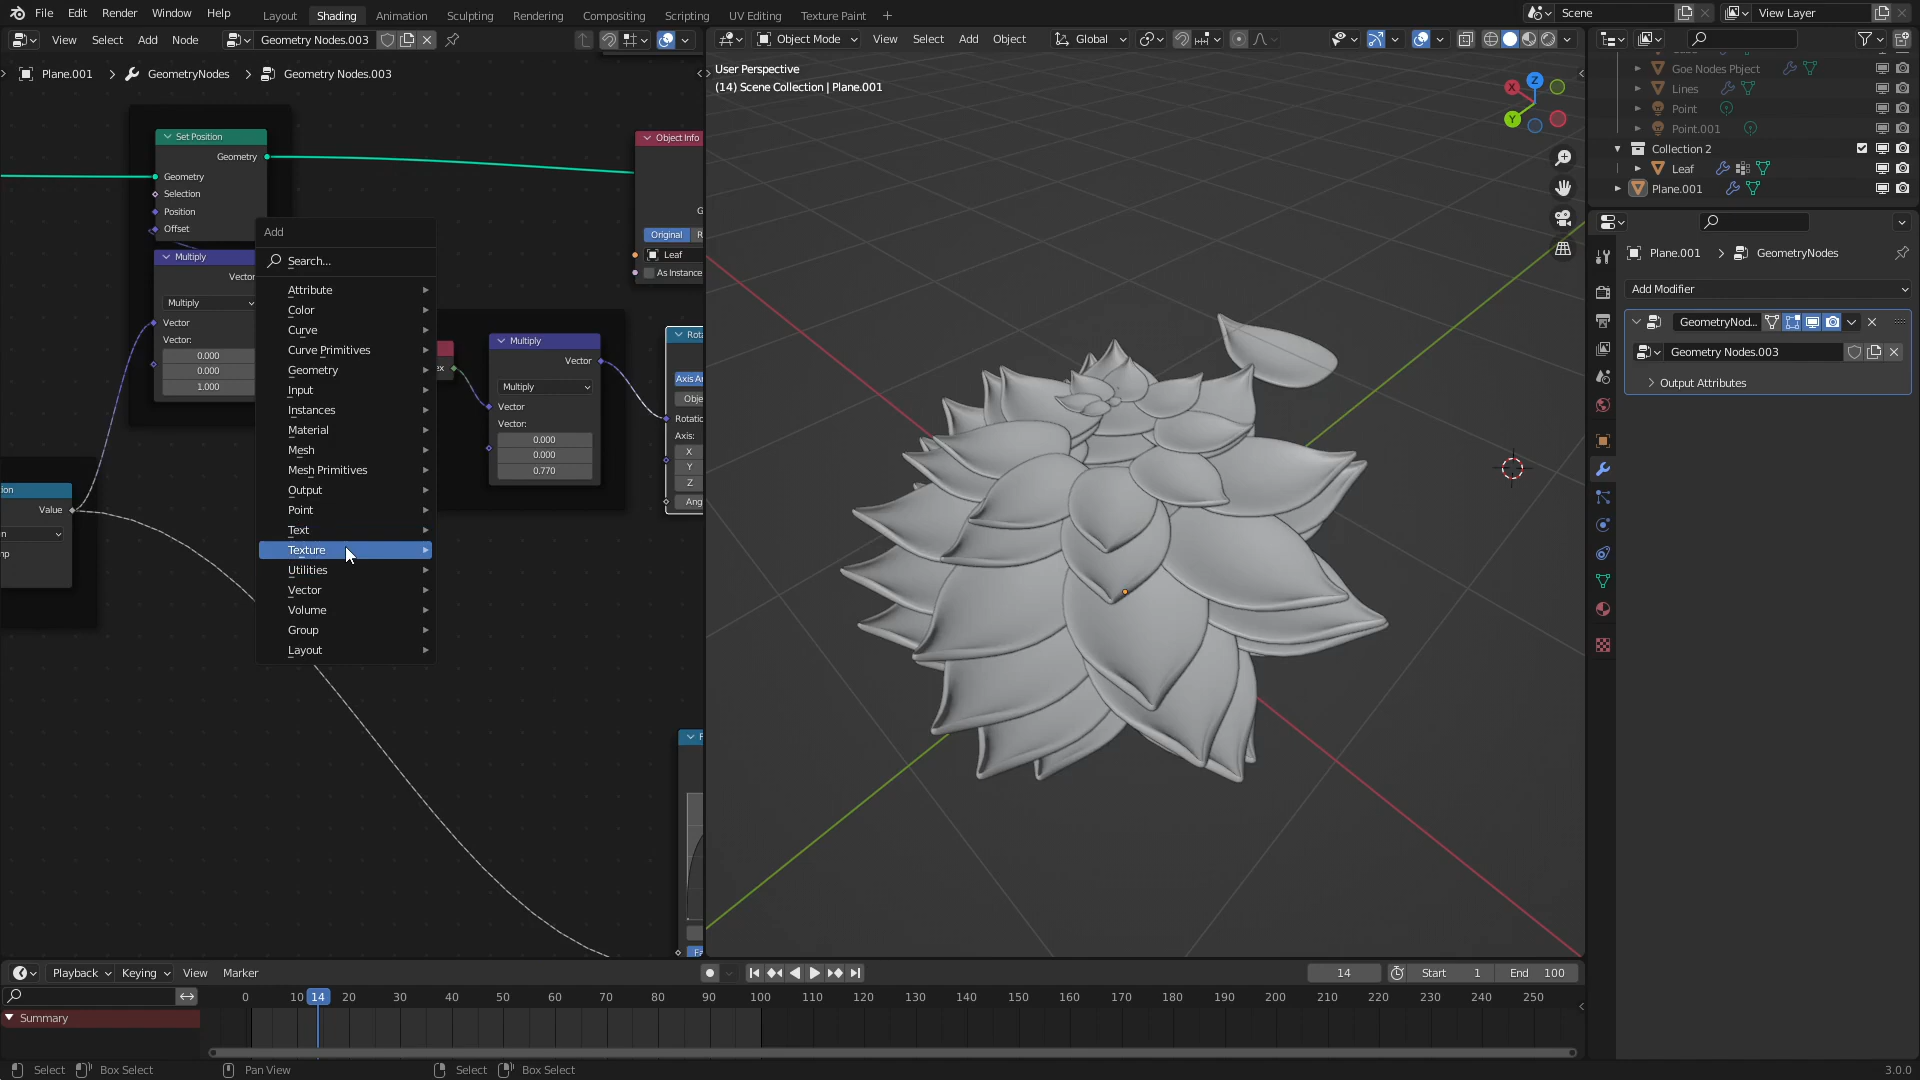 File Edit Render Window Help Layout Shading Animation Sculpting Rendering Compositing Scripting UV Editing Texture Paint + Scene View Layer
View Select Add Node Geometry Nodes.003 Object Mode View Select Add Object Global
Plane.001 > GeometryNodes > Geometry Nodes.003
User Perspective
(14) Scene Collection | Plane.001
Set Position
Geometry
Geometry
Selection
Position
Offset
Multiply
Vector
Multiply
Vector
Vector:
0.000
0.000
1.000
Value
Add
Search...
Attribute
Color
Curve
Curve Primitives
Geometry
Input
Instances
Material
Mesh
Mesh Primitives
Output
Point
Text
Texture
Utilities
Vector
Volume
Group
Layout
ex
Multiply
Vector
Multiply
Vector
Vector:
0.000
0.000
0.770
Object Info
G
Original R
Leaf
As Instance
Rota
Axis An
Obje
Rotatio
Axis:
X
Y
Z
Ang
F
Fa
X
Z
Y
Goe Nodes Pbject
Lines
Point
Point.001
Collection 2
Leaf
Plane.001
Plane.001 > GeometryNodes
Add Modifier
GeometryNod...
Geometry Nodes.003
Output Attributes
Playback Keying View Marker 14 Start 1 End 100
0 10 14 20 30 40 50 60 70 80 90 100 110 120 130 140 150 160 170 180 190 200 210 220 230 240 250
Summary
Select Box Select Pan View Select Box Select 3.0.0